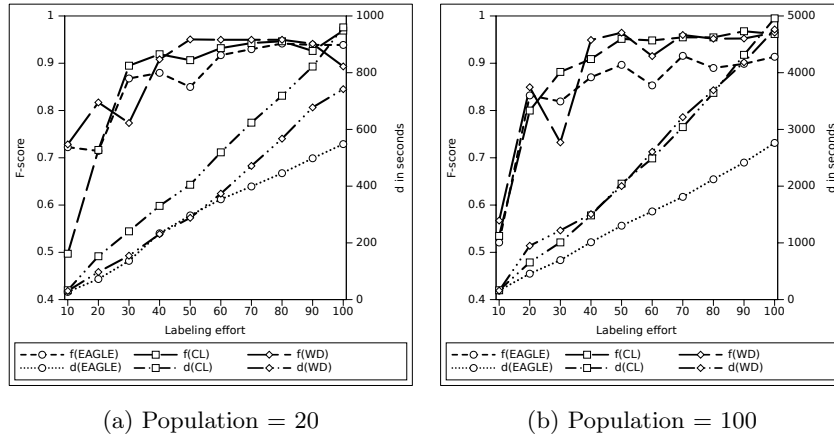 1
0.9
0.8
0.7
0.6
0.5
0.4
F-score
1000
800
600
400
200
0
d in seconds
10 20 30 40 50 60 70 80 90 100
Labeling effort
f(EAGLE) f(CL) f(WD)
d(EAGLE) d(CL) d(WD)
(a) Population = 20
1
0.9
0.8
0.7
0.6
0.5
0.4
F-score
5000
4000
3000
2000
1000
0
d in seconds
10 20 30 40 50 60 70 80 90 100
Labeling effort
f(EAGLE) f(CL) f(WD)
d(EAGLE) d(CL) d(WD)
(b) Population = 100